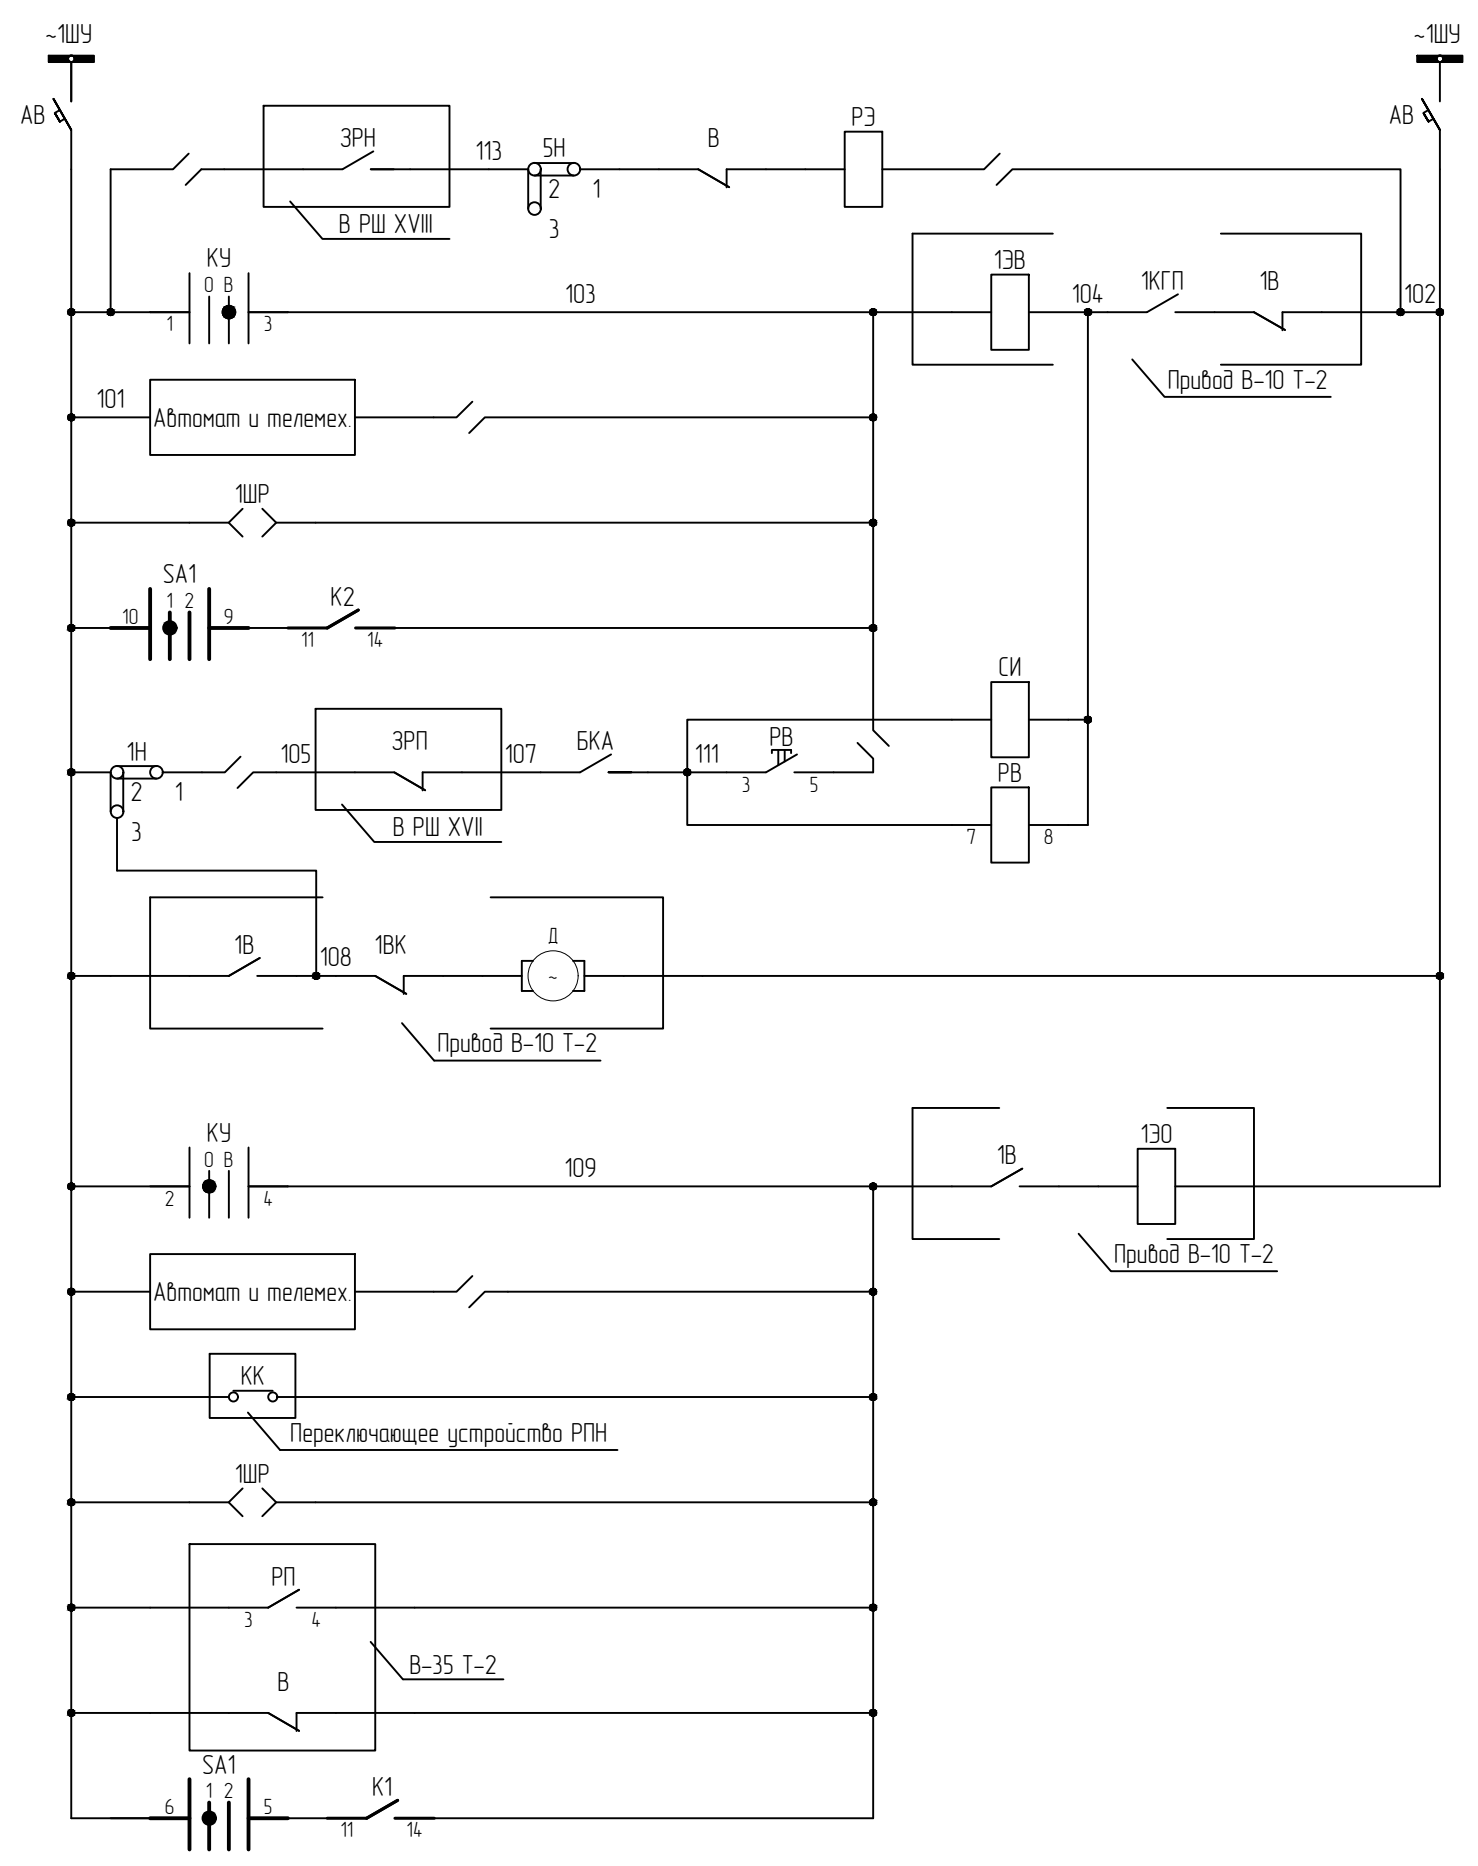 ~1ШУ
~1ШУ
АВ
АВ
3РН
113
5Н
2
1
3
В
РЭ
В РШ XVIII
КУ
О В
1
3
103
1ЭВ
104
1КГП
1В
102
Привод В-10 Т-2
101
Автомат и телемех.
1ШР
SA1
1 2
10
9
К2
11
14
СИ
1Н
2
1
3
105
3РП
107
БКА
111
РВ
3
5
РВ
7
8
В РШ XVII
1В
108
1ВК
Д
~
Привод В-10 Т-2
КУ
О В
2
4
109
1В
1ЭО
Привод В-10 Т-2
Автомат и телемех.
КК
Переключающее устройство РПН
1ШР
РП
3
4
В-35 Т-2
В
SA1
1 2
6
5
К1
11
14